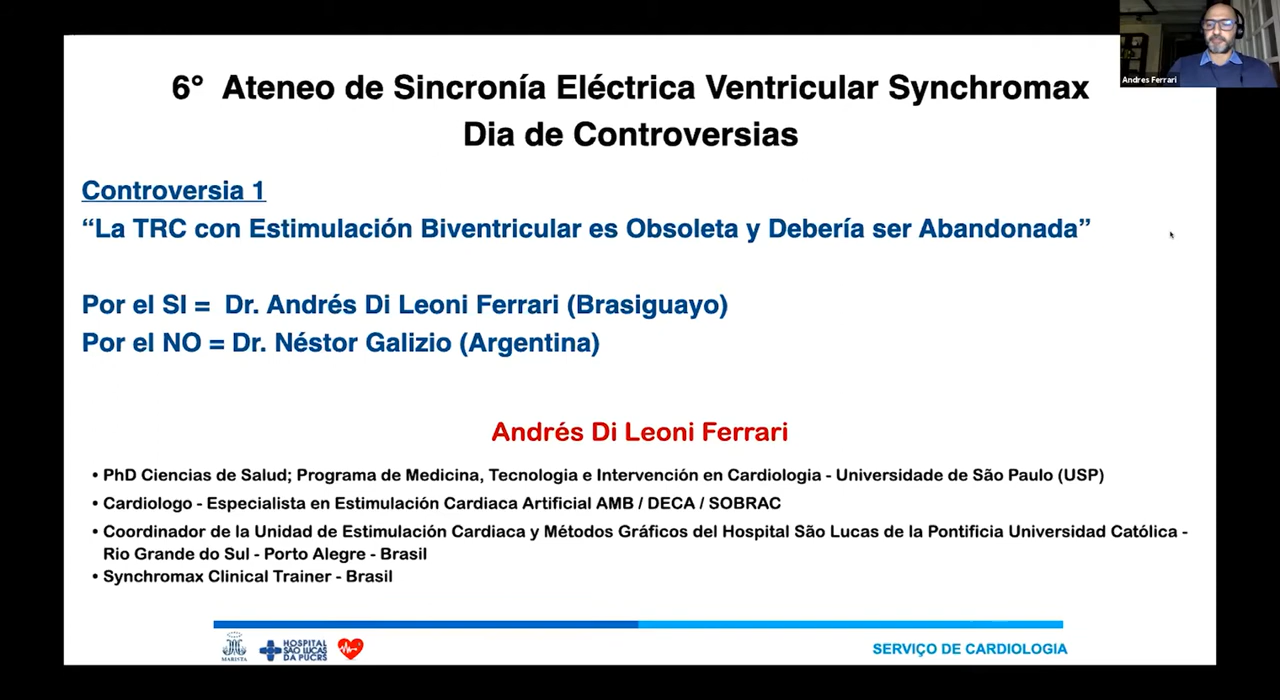 Andres Ferrari
6° Ateneo de Sincronía Eléctrica Ventricular Synchromax
Dia de Controversias
Controversia 1
“La TRC con Estimulación Biventricular es Obsoleta y Debería ser Abandonada”
Por el SI = Dr. Andrés Di Leoni Ferrari (Brasiguayo)
Por el NO = Dr. Néstor Galizio (Argentina)
Andrés Di Leoni Ferrari
• PhD Ciencias de Salud; Programa de Medicina, Tecnologia e Intervención en Cardiologia - Universidade de São Paulo (USP)
• Cardiologo - Especialista en Estimulación Cardiaca Artificial AMB / DECA / SOBRAC
• Coordinador de la Unidad de Estimulación Cardiaca y Métodos Gráficos del Hospital São Lucas de la Pontificia Universidad Católica -
Rio Grande do Sul - Porto Alegre - Brasil
• Synchromax Clinical Trainer - Brasil
MARISTA
HOSPITAL
SÃO LUCAS
DA PUCRS
SERVIÇO DE CARDIOLOGIA